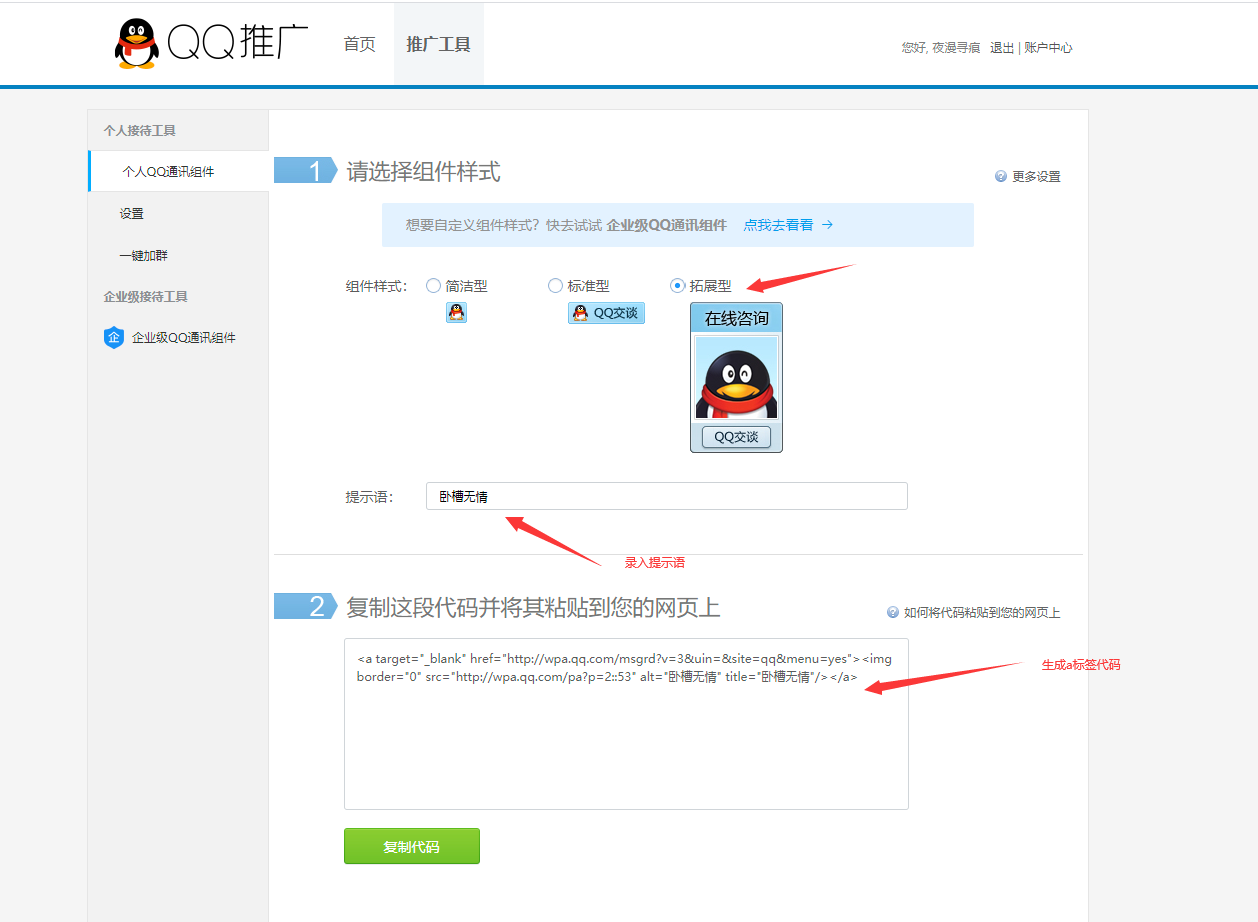 QQ推广
首页
推广工具
您好, 夜漫寻痕 退出 | 账户中心
个人接待工具
个人QQ通讯组件
设置
一键加群
企业级接待工具
企 企业级QQ通讯组件
1 请选择组件样式
更多设置
想要自定义组件样式？快去试试 企业级QQ通讯组件 点我去看看 →
组件样式： 简洁型 标准型 拓展型
QQ交谈
在线咨询
QQ交谈
提示语： 卧槽无情
录入提示语
2 复制这段代码并将其粘贴到您的网页上
如何将代码粘贴到您的网页上
<a target="_blank" href="http://wpa.qq.com/msgrd?v=3&uin=&site=qq&menu=yes"><img
border="0" src="http://wpa.qq.com/pa?p=2::53" alt="卧槽无情" title="卧槽无情"/></a>
生成a标签代码
复制代码